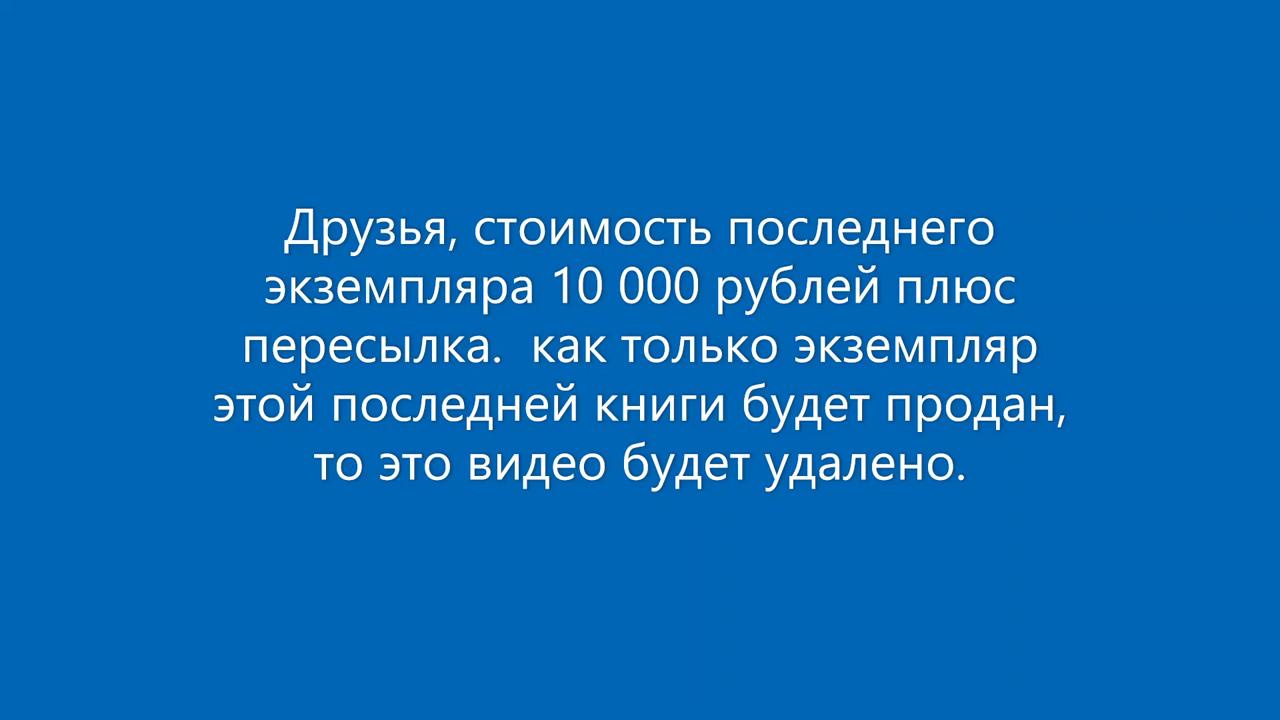 Друзья, стоимость последнего
экземпляра 10 000 рублей плюс
пересылка.  как только экземпляр
этой последней книги будет продан,
то это видео будет удалено.